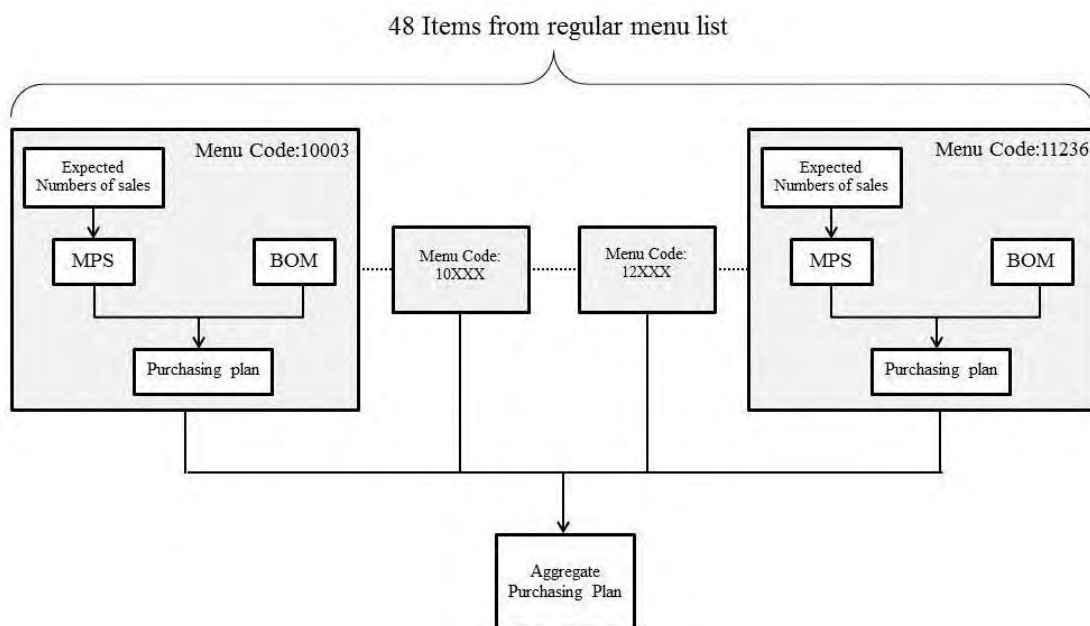 48 Items from regular menu list
Menu Code:10003
Expected
Numbers of sales
MPS
BOM
Purchasing plan
Menu Code:
10XXX
Menu Code:
12XXX
Menu Code:11236
Expected
Numbers of sales
MPS
BOM
Purchasing plan
Aggregate
Purchasing Plan